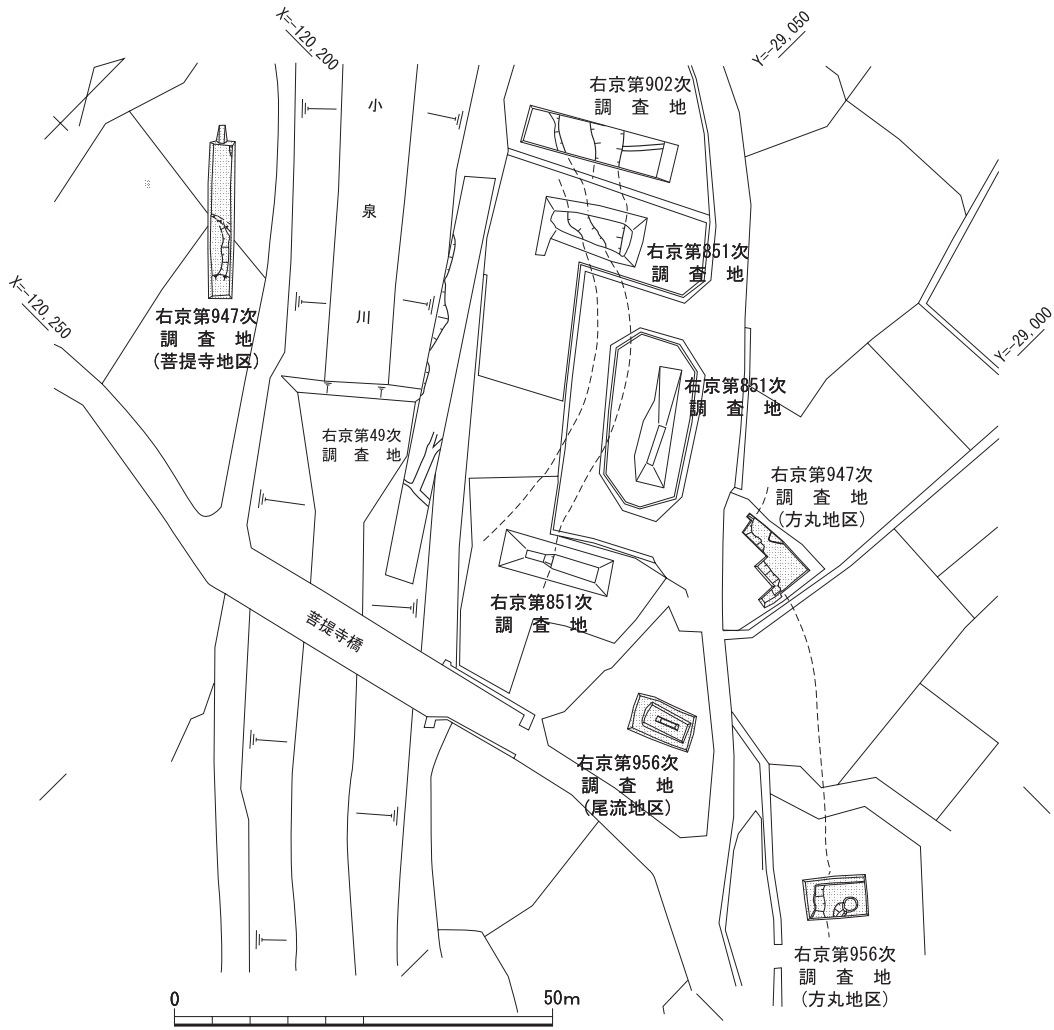 X=-120,200
Y=-29,050
右京第902次
調査地
小泉川
右京第851次
調査地
X=-120,250
右京第947次
調査地
(菩提寺地区)
Y=-29,000
右京第851次
調査地
右京第49次
調査地
右京第947次
調査地
(方丸地区)
右京第851次
調査地
菩提寺橋
右京第956次
調査地
(尾流地区)
右京第956次
調査地
(方丸地区)
0 50m